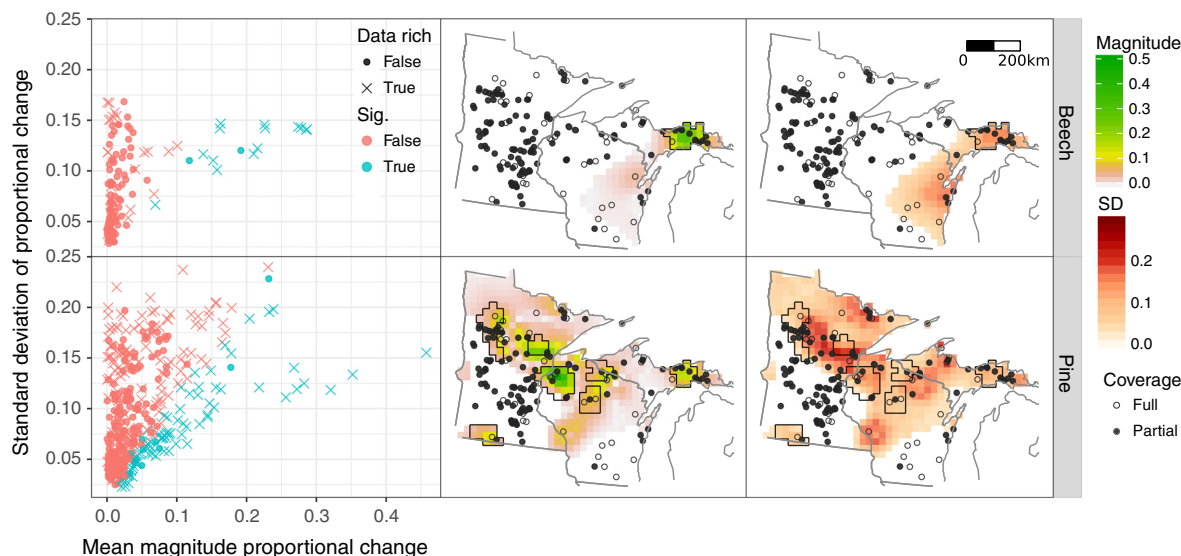 Standard deviation of proportional change
0.25
0.20
0.15
0.10
0.05
0.25
0.20
0.15
0.10
0.05
0.0
0.1
0.2
0.3
0.4
Mean magnitude proportional change
Data rich
False
True
Sig.
False
True
0
200km
Beech
Pine
Magnitude
0.5
0.4
0.3
0.2
0.1
0.0
SD
0.2
0.1
0.0
Coverage
Full
Partial